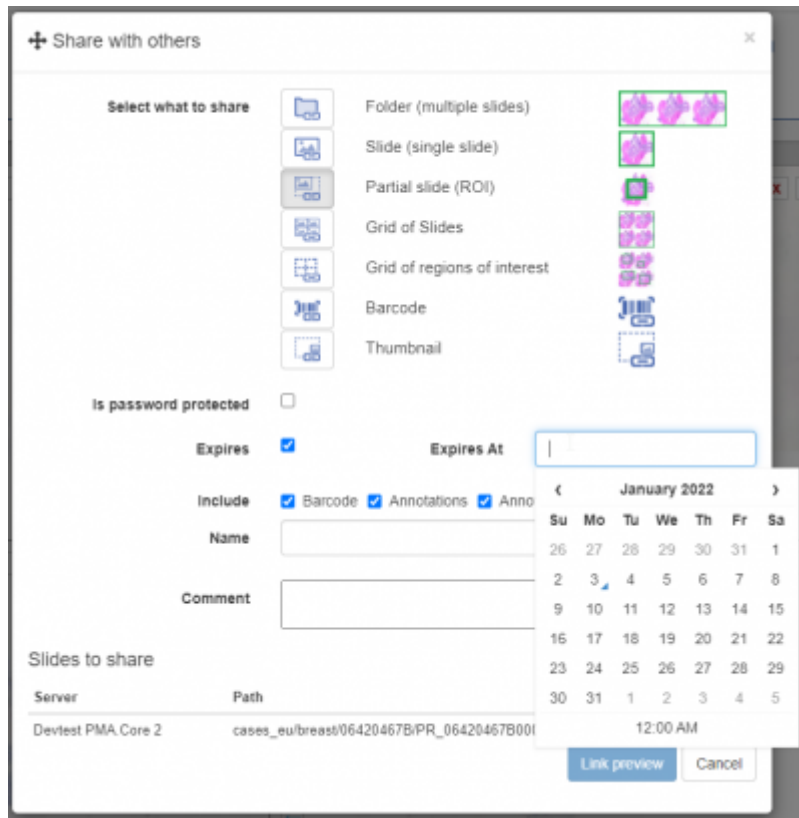 Share with others ×
Select what to share
Folder (multiple slides)
Slide (single slide)
Partial slide (ROI)
x
Grid of Slides
Grid of regions of interest
Barcode
Thumbnail
Is password protected
Expires Expires At
Include Barcode Annotations Anno
Name
Comment
‹ January 2022 ›
Su Mo Tu We Th Fr Sa
26 27 28 29 30 31 1
2 3 4 5 6 7 8
9 10 11 12 13 14 15
16 17 18 19 20 21 22
23 24 25 26 27 28 29
30 31 1 2 3 4 5
12:00 AM
Slides to share
Server Path
Devtest PMA.Core 2
Link preview Cancel